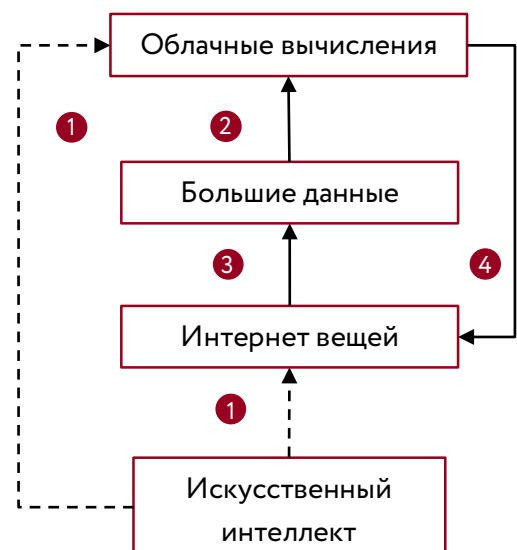 Облачные вычисления
1
2
Большие данные
3
4
Интернет вещей
1
Искусственный
интеллект